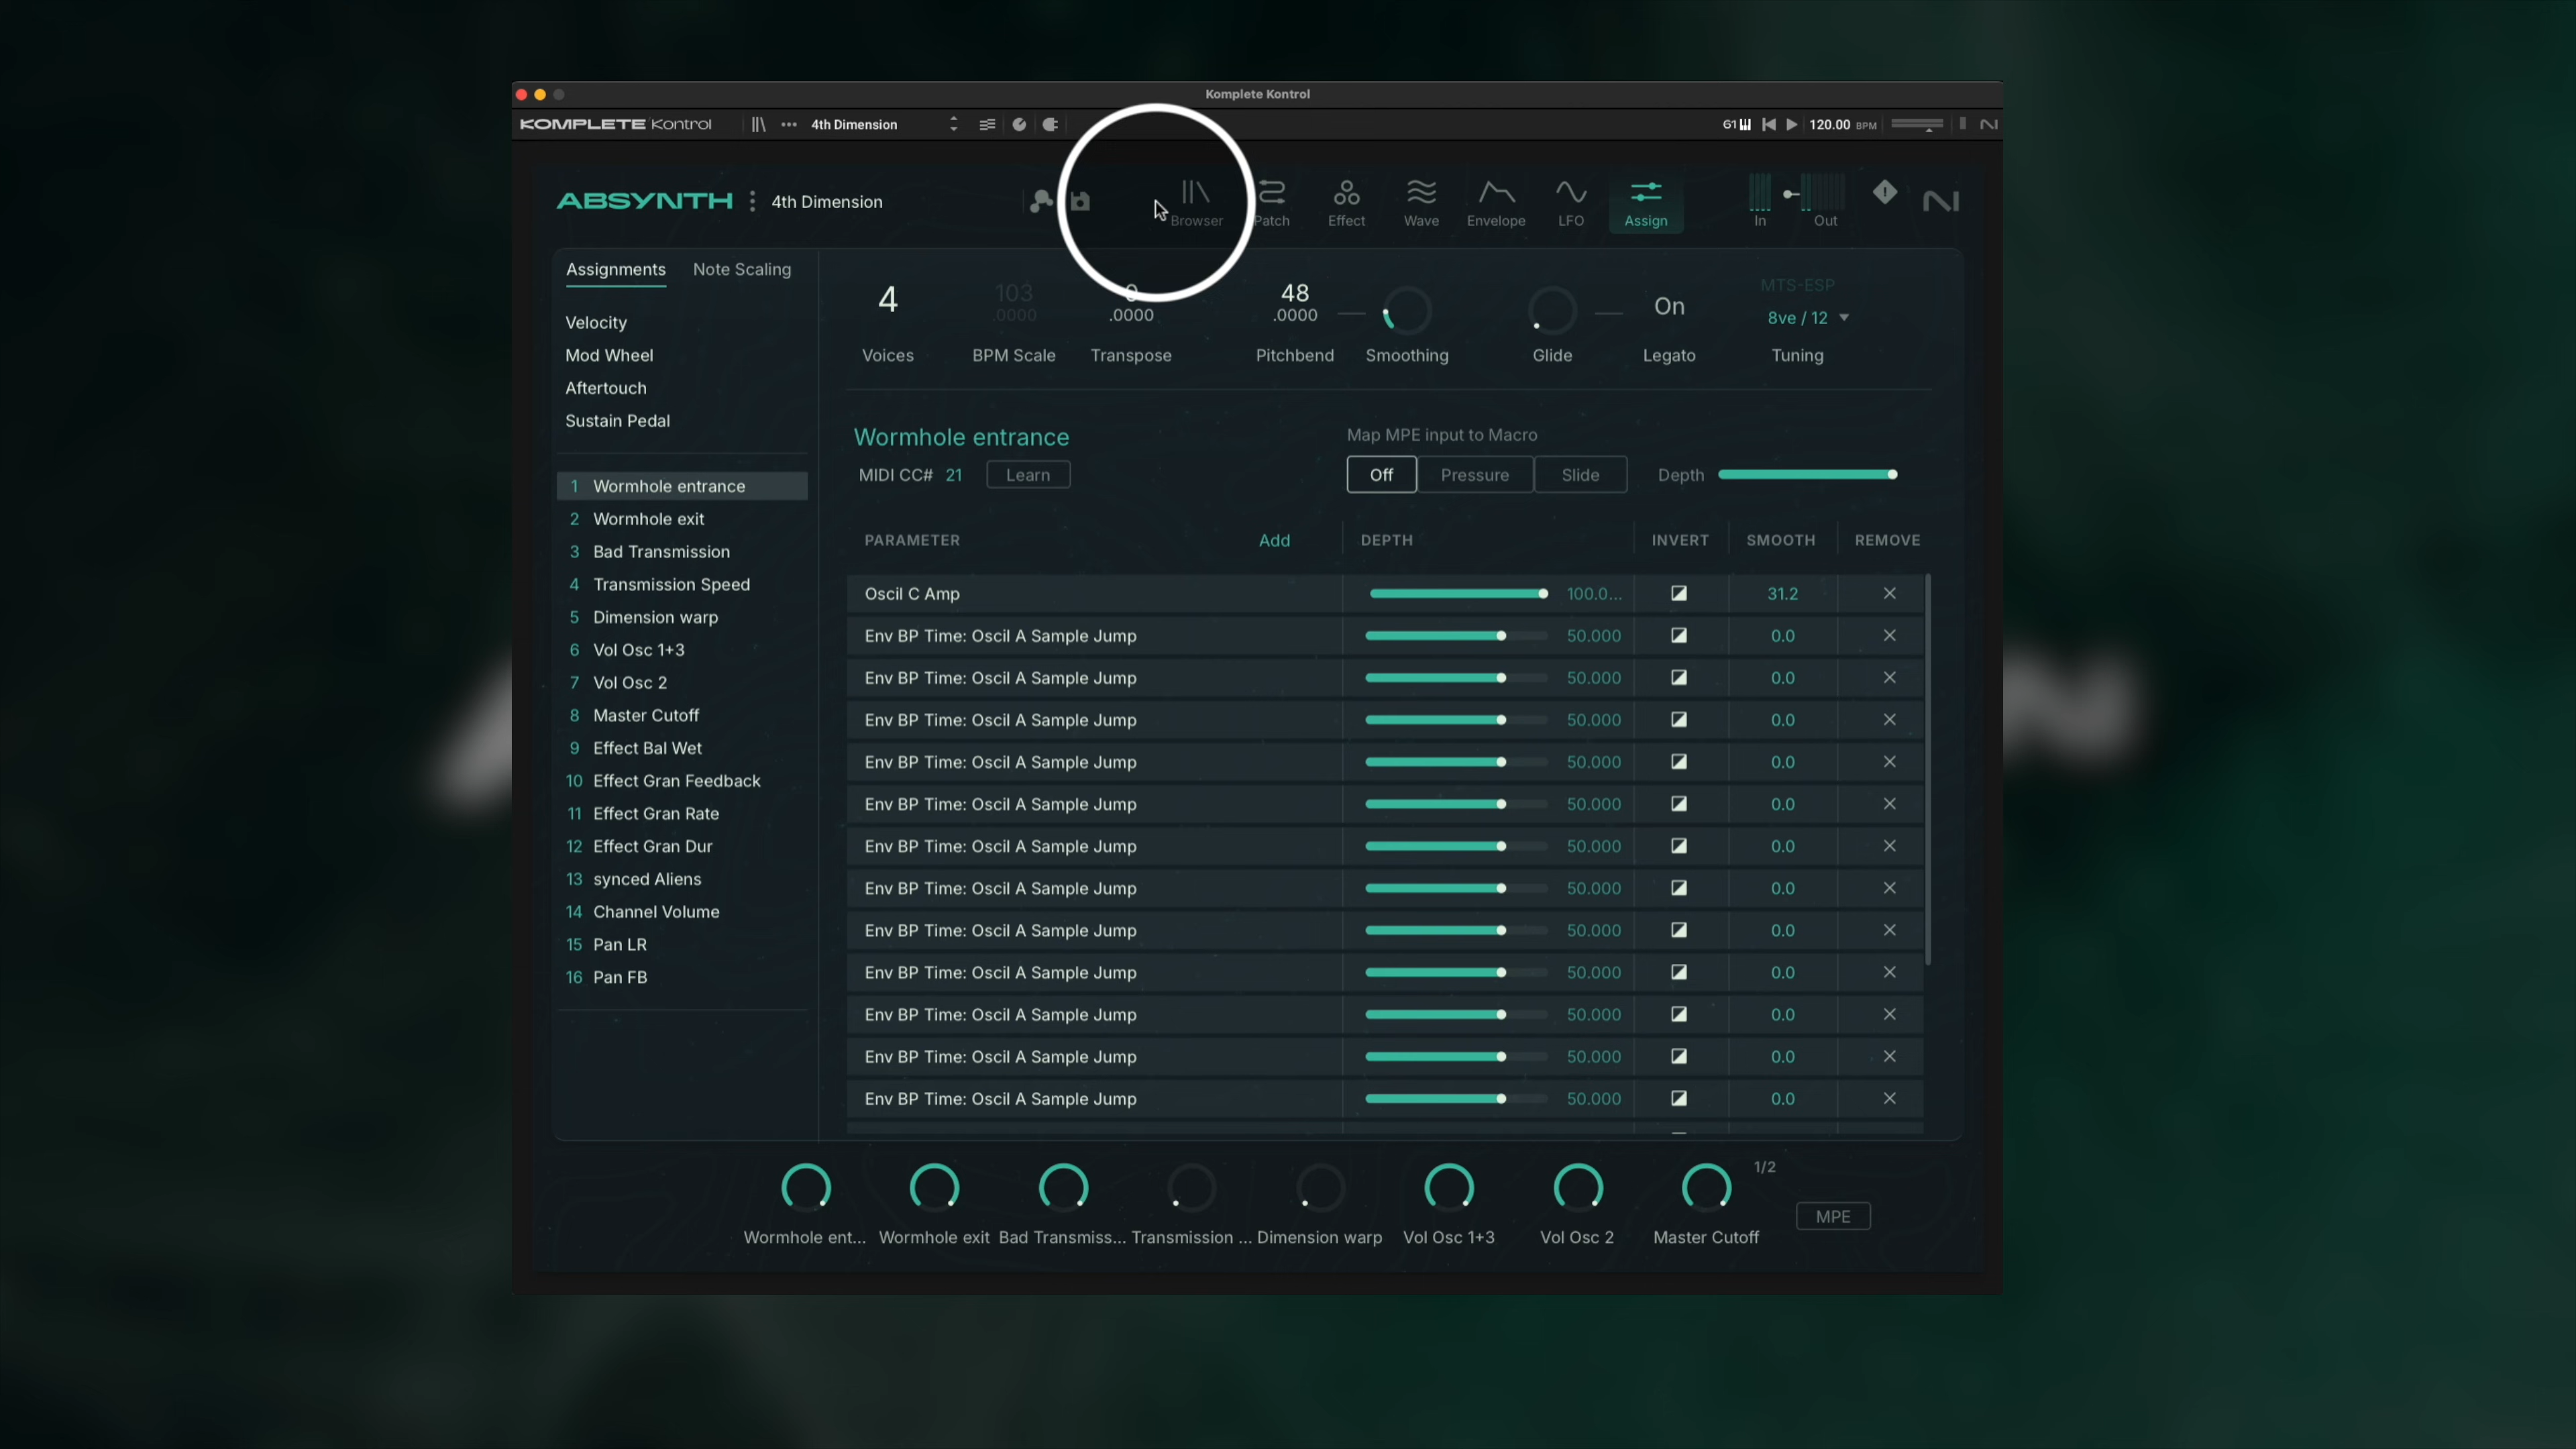 Komplete Kontrol
KOMPLETE Kontrol
4th Dimension
G1
120.00 BPM
ABSYNTH
4th Dimension
Browser
Patch
Effect
Wave
Envelope
LFO
Assign
In
Out
Assignments
Note Scaling
Velocity
Mod Wheel
Aftertouch
Sustain Pedal
1 Wormhole entrance
2 Wormhole exit
3 Bad Transmission
4 Transmission Speed
5 Dimension warp
6 Vol Osc 1+3
7 Vol Osc 2
8 Master Cutoff
9 Effect Bal Wet
10 Effect Gran Feedback
11 Effect Gran Rate
12 Effect Gran Dur
13 synced Aliens
14 Channel Volume
15 Pan LR
16 Pan FB
4
Voices
103
.0000
BPM Scale
0
.0000
Transpose
48
.0000
Pitchbend
Smoothing
Glide
On
Legato
MTS-ESP
8ve / 12
Tuning
Wormhole entrance
MIDI CC# 21 Learn
Map MPE input to Macro
Off Pressure Slide Depth
PARAMETER Add DEPTH INVERT SMOOTH REMOVE
Oscil C Amp 100.0... 31.2
Env BP Time: Oscil A Sample Jump 50.000 0.0
Env BP Time: Oscil A Sample Jump 50.000 0.0
Env BP Time: Oscil A Sample Jump 50.000 0.0
Env BP Time: Oscil A Sample Jump 50.000 0.0
Env BP Time: Oscil A Sample Jump 50.000 0.0
Env BP Time: Oscil A Sample Jump 50.000 0.0
Env BP Time: Oscil A Sample Jump 50.000 0.0
Env BP Time: Oscil A Sample Jump 50.000 0.0
Env BP Time: Oscil A Sample Jump 50.000 0.0
Env BP Time: Oscil A Sample Jump 50.000 0.0
Env BP Time: Oscil A Sample Jump 50.000 0.0
Env BP Time: Oscil A Sample Jump 50.000 0.0
Wormhole ent...
Wormhole exit
Bad Transmiss...
Transmission ...
Dimension warp
Vol Osc 1+3
Vol Osc 2
Master Cutoff
1/2
MPE